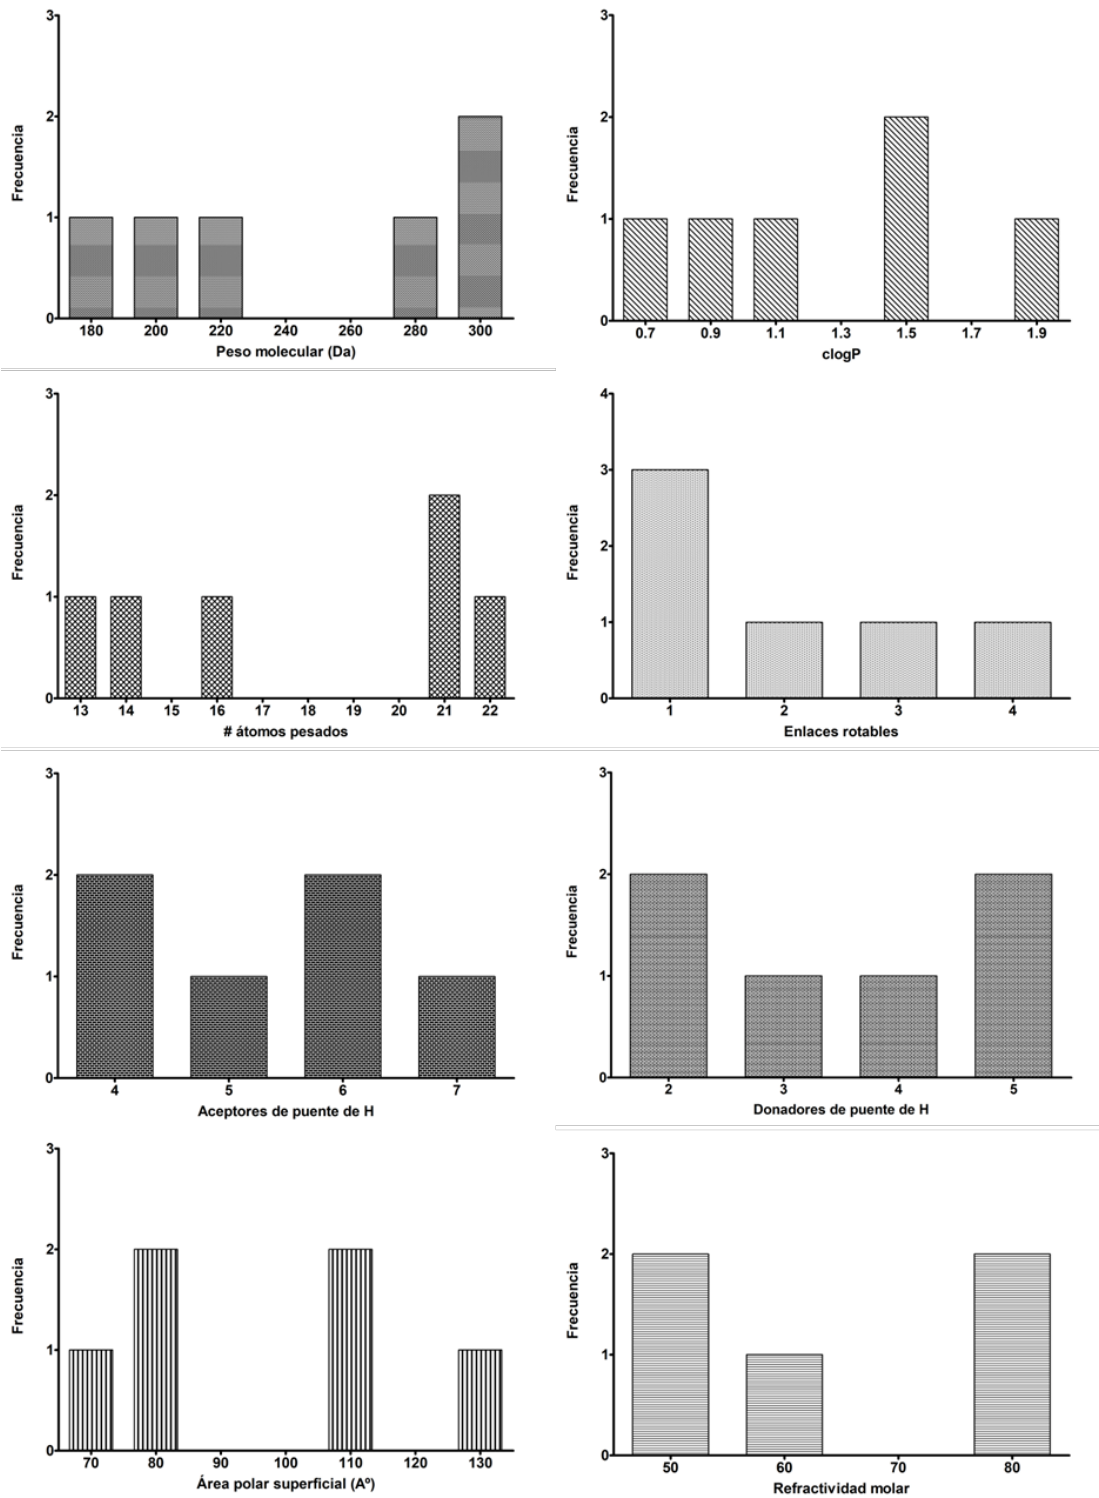 3
2
1
0
Frecuencia
180 200 220 240 260 280 300
Peso molecular (Da)
3
2
1
0
Frecuencia
0.7 0.9 1.1 1.3 1.5 1.7 1.9
clogP
3
2
1
0
Frecuencia
13 14 15 16 17 18 19 20 21 22
# átomos pesados
4
3
2
1
0
Frecuencia
1 2 3 4
Enlaces rotables
3
2
1
0
Frecuencia
4 5 6 7
Aceptores de puente de H
3
2
1
0
Frecuencia
2 3 4 5
Donadores de puente de H
3
2
1
0
Frecuencia
70 80 90 100 110 120 130
Área polar superficial (Aº)
3
2
1
0
Frecuencia
50 60 70 80
Refractividad molar